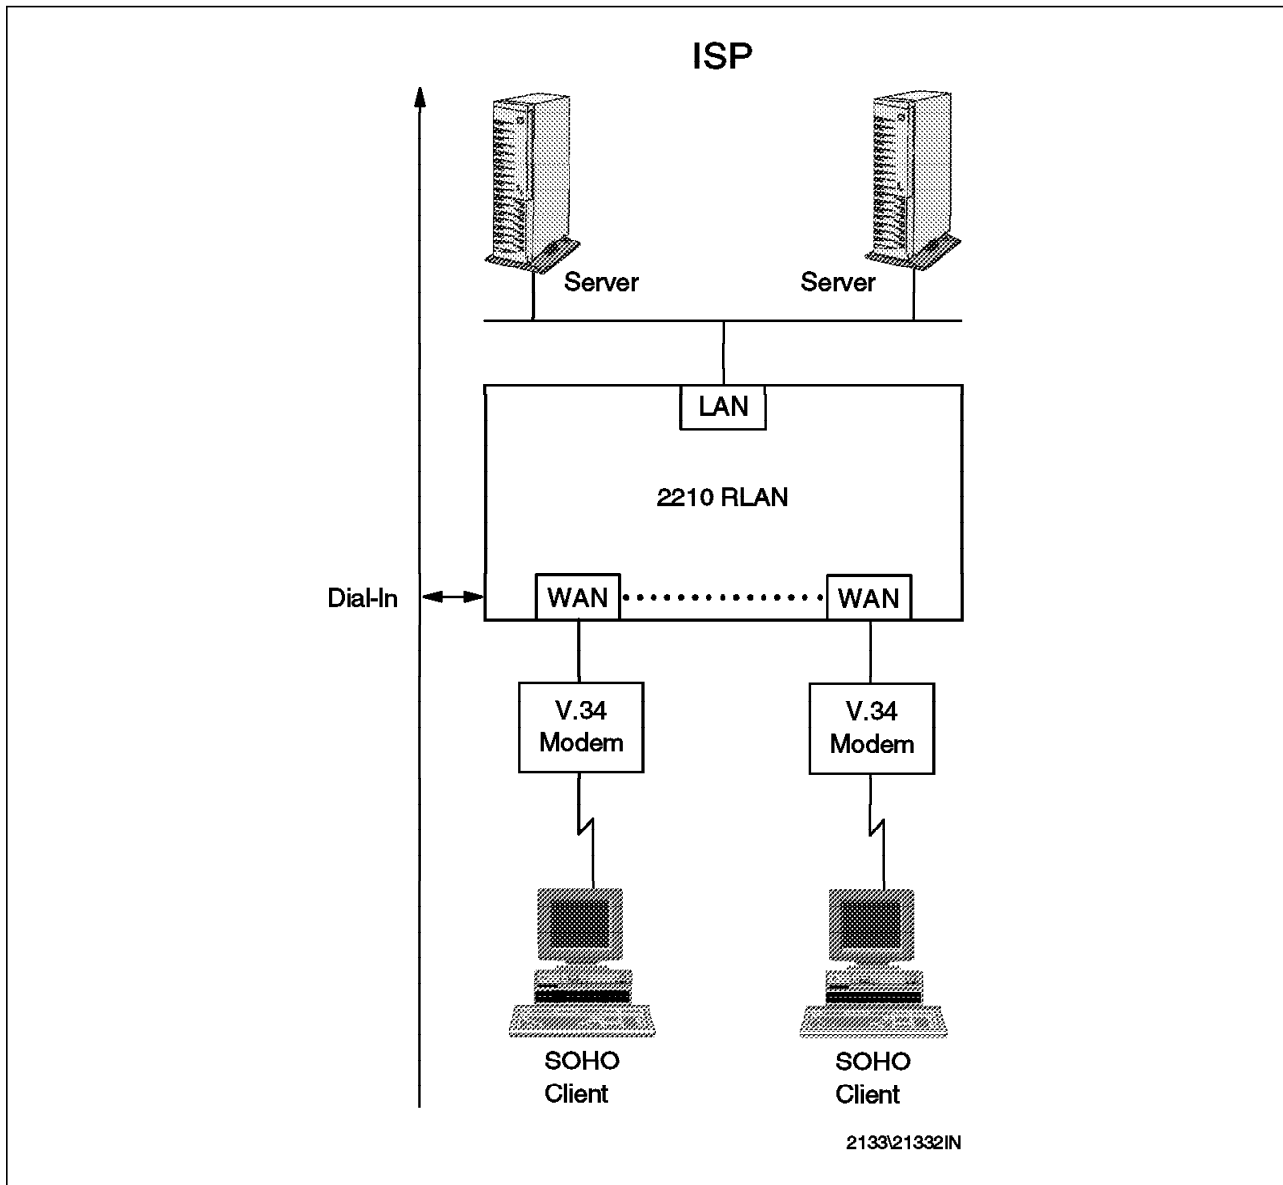 ISP
Server
Server
LAN
2210 RLAN
Dial-In
WAN
WAN
V.34
Modem
V.34
Modem
SOHO
Client
SOHO
Client
2133\21332IN